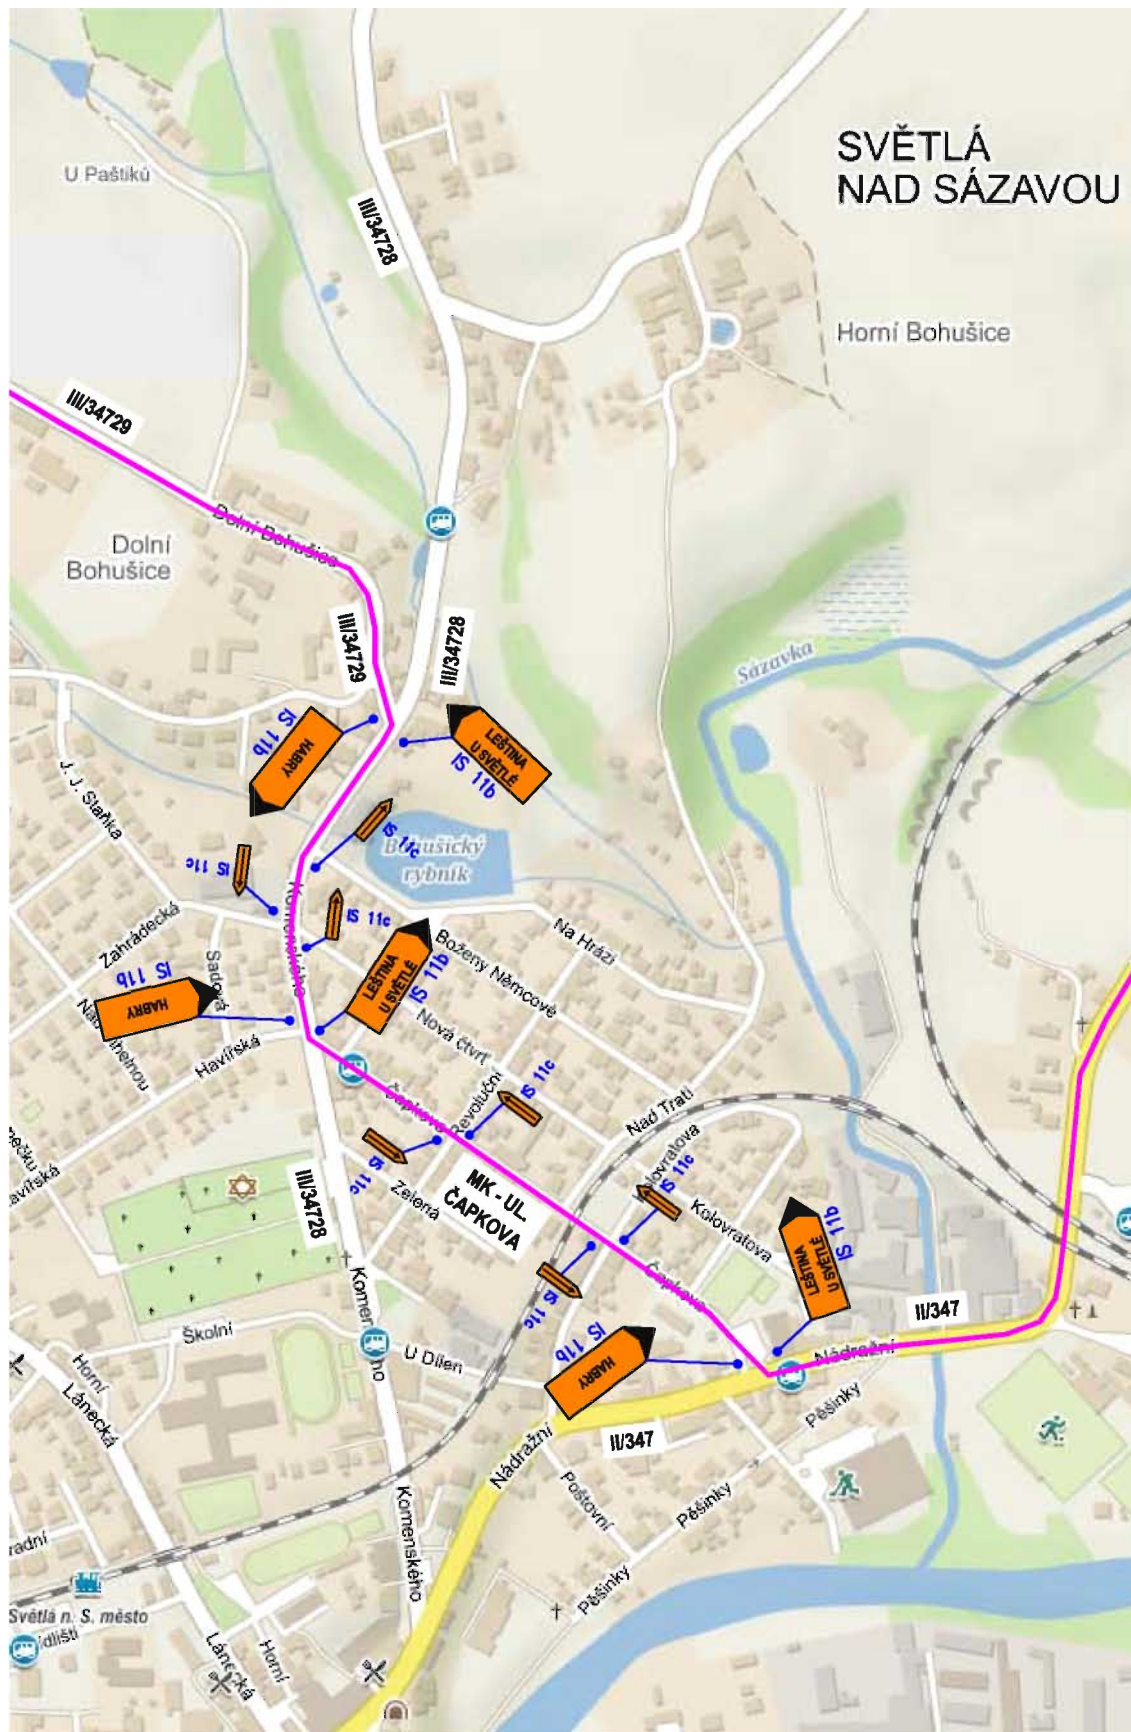 SVĚTLÁ
NAD SÁZAVOU
U Paštiků
III/34728
Horní Bohušice
III/34729
Dolní Bohušice
Dolní
Bohušice
III/34729
III/34728
Sázavka
IS 11b
HABRY
LEŠTINA
U SVĚTLÉ
IS 11b
J. J. Staňka
IS 11c
Bohušický
rybník
IS 11c
Komenského
IS 11c
Zahrádecká
Sadová
Na Hrázi
Boženy Němcové
IS 11b
HABRY
LEŠTINA
U SVĚTLÉ
IS 11b
Nová čtvrť
Havířská
Čapkova
Revoluční
IS 11c
Nad Tratí
IS 11c
Zelená
MK - UL.
ČAPKOVA
IS 11c
Kolovratova
Kolovratova
Havířská
III/34728
LEŠTINA
U SVĚTLÉ
IS 11b
Čapkova
IS 11c
II/347
Školní
U Dílen
IS 11b
HABRY
Nádražní
Horní
Lánecká
Pěšinky
II/347
Nádražní
Poštovní
Pěšinky
Komenského
Pěšinky
Světlá n. S. město
Lánecká
Horní